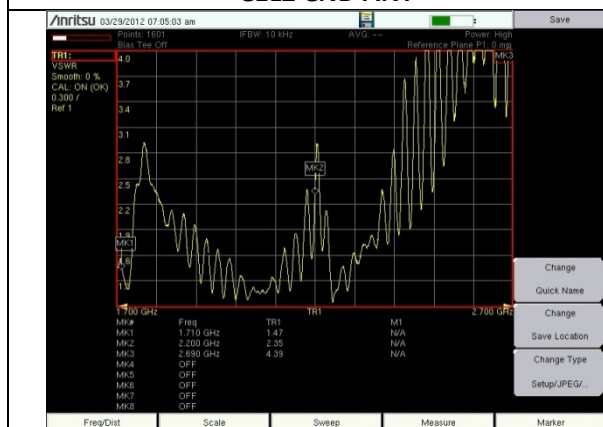 Anritsu 03/29/2012 07:05:03 am
Save
Points: 1601 IFBW: 10 kHz AVG: -- Power: High
Bias Tee Off Reference Plane P1: 0 mm
TR1:
VSWR
Smooth: 0 %
CAL: ON (OK)
0.300 /
Ref 1
4.0
3.7
3.4
3.1
2.8
2.5
2.2
1.9
1.6
MK1
MK2
MK3
1.700 GHz TR1 2.700 GHz
MK# Freq TR1 M1
MK1 1.710 GHz 1.47 N/A
MK2 2.200 GHz 2.35 N/A
MK3 2.690 GHz 4.39 N/A
MK4 OFF
MK5 OFF
MK6 OFF
MK7 OFF
MK8 OFF
Change
Quick Name
Change
Save Location
Change Type
Setup/JPEG/...
Freq/Dist Scale Sweep Measure Marker